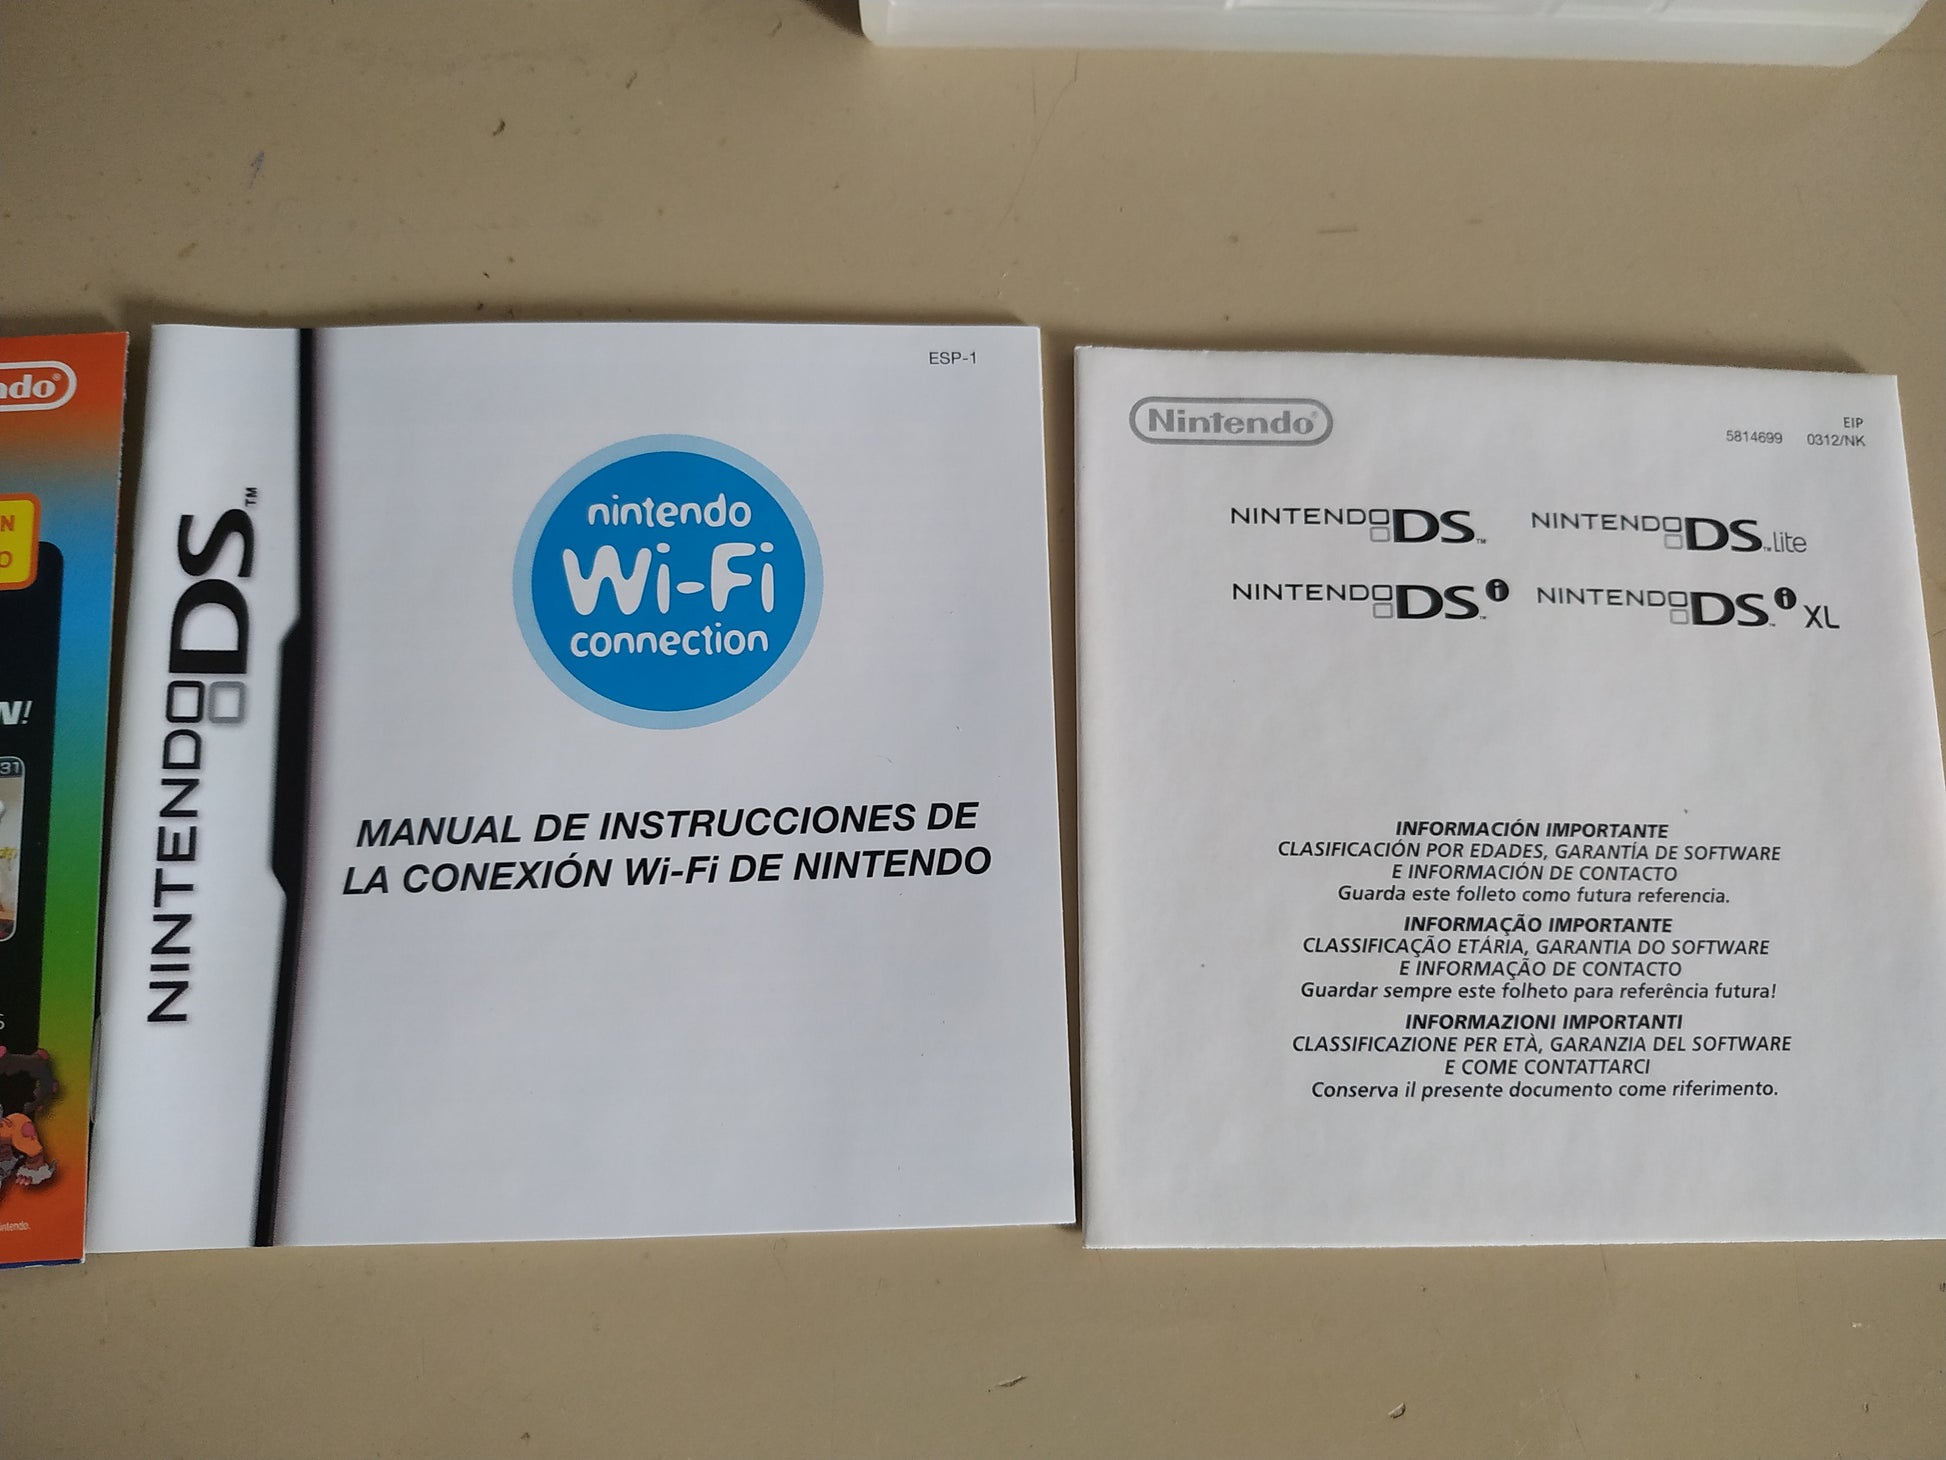 ndo®
N
N!
31
ntendo.
NINTENDO DS™
ESP-1
nintendo
Wi-Fi
connection
MANUAL DE INSTRUCCIONES DE
LA CONEXIÓN Wi-Fi DE NINTENDO
Nintendo®
EIP
5814699 0312/NK
NINTENDO DS™ NINTENDO DS™ lite
NINTENDO DSi™ NINTENDO DSi™ XL
INFORMACIÓN IMPORTANTE
CLASIFICACIÓN POR EDADES, GARANTÍA DE SOFTWARE
E INFORMACIÓN DE CONTACTO
Guarda este folleto como futura referencia.
INFORMAÇÃO IMPORTANTE
CLASSIFICAÇÃO ETÁRIA, GARANTIA DO SOFTWARE
E INFORMAÇÃO DE CONTACTO
Guardar sempre este folheto para referência futura!
INFORMAZIONI IMPORTANTI
CLASSIFICAZIONE PER ETÀ, GARANZIA DEL SOFTWARE
E COME CONTATTARCI
Conserva il presente documento come riferimento.